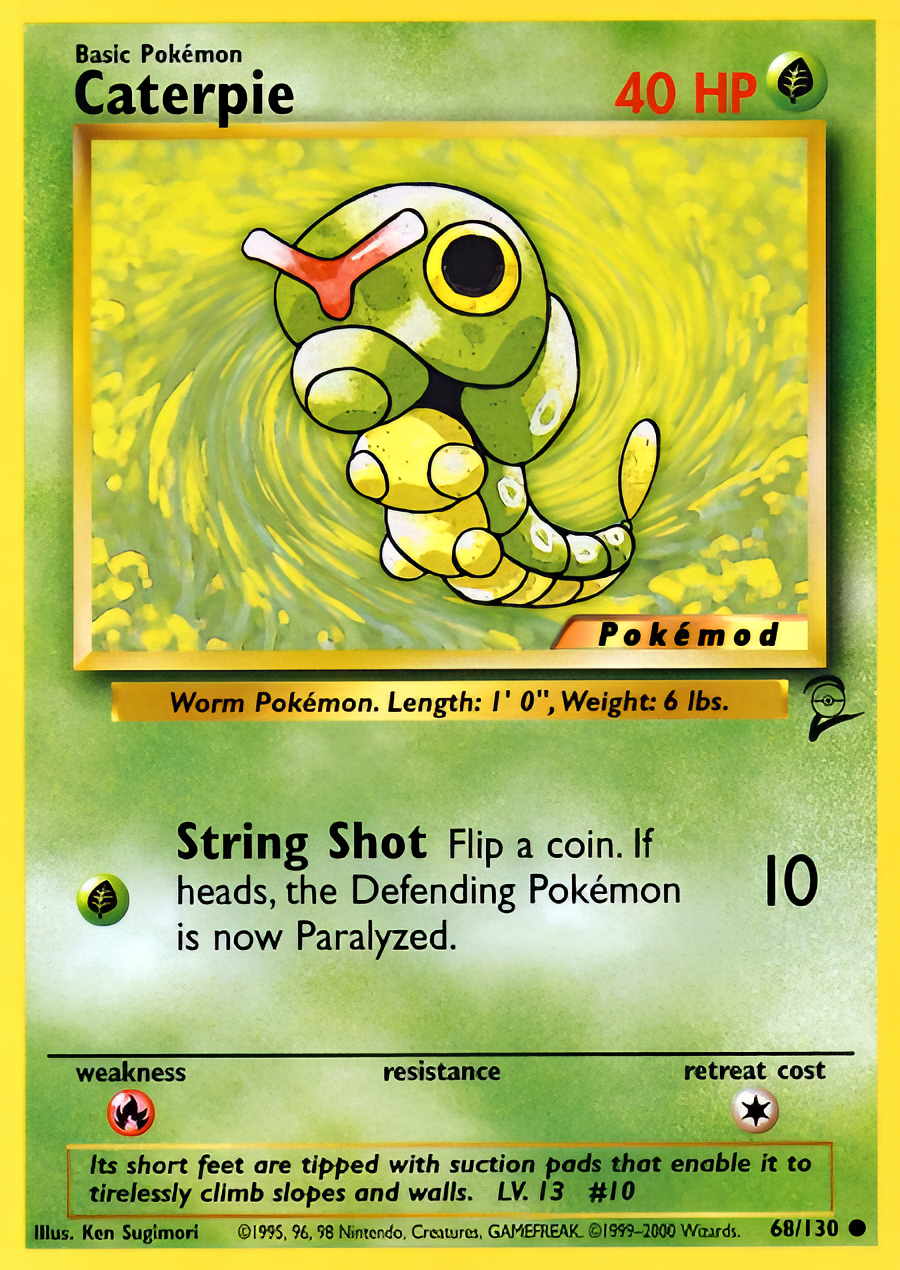 Basic Pokémon
Caterpie
40 HP
Pokémod
Worm Pokémon. Length: 1' 0", Weight: 6 lbs.
String Shot Flip a coin. If
heads, the Defending Pokémon
is now Paralyzed.
10
weakness resistance retreat cost
Its short feet are tipped with suction pads that enable it to
tirelessly climb slopes and walls. LV. 13 #10
Illus. Ken Sugimori ©1995, 96, 98 Nintendo, Creatures, GAMEFREAK. ©1999-2000 Wizards. 68/130